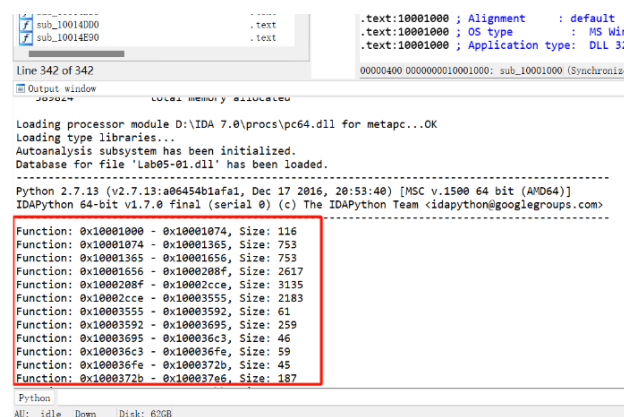 sub_10014DD0 .text
sub_10014E90 .text
.text:10001000 ; Alignment : default
.text:10001000 ; OS type : MS Win
.text:10001000 ; Application type: DLL 32
Line 342 of 342
00000400 0000000010001000: sub_10001000 (Synchronize
Output window
589824 total memory allocated
Loading processor module D:\IDA 7.0\procs\pc64.dll for metapc...OK
Loading type libraries...
Autoanalysis subsystem has been initialized.
Database for file 'Lab05-01.dll' has been loaded.
Python 2.7.13 (v2.7.13:a06454b1afa1, Dec 17 2016, 20:53:40) [MSC v.1500 64 bit (AMD64)]
IDAPython 64-bit v1.7.0 final (serial 0) (c) The IDAPython Team <idapython@googlegroups.com>
Function: 0x10001000 - 0x10001074, Size: 116
Function: 0x10001074 - 0x10001365, Size: 753
Function: 0x10001365 - 0x10001656, Size: 753
Function: 0x10001656 - 0x1000208f, Size: 2617
Function: 0x1000208f - 0x10002cce, Size: 3135
Function: 0x10002cce - 0x10003555, Size: 2183
Function: 0x10003555 - 0x10003592, Size: 61
Function: 0x10003592 - 0x10003695, Size: 259
Function: 0x10003695 - 0x100036c3, Size: 46
Function: 0x100036c3 - 0x100036fe, Size: 59
Function: 0x100036fe - 0x1000372b, Size: 45
Function: 0x1000372b - 0x100037e6, Size: 187
Python
AU: idle Down Disk: 62GB